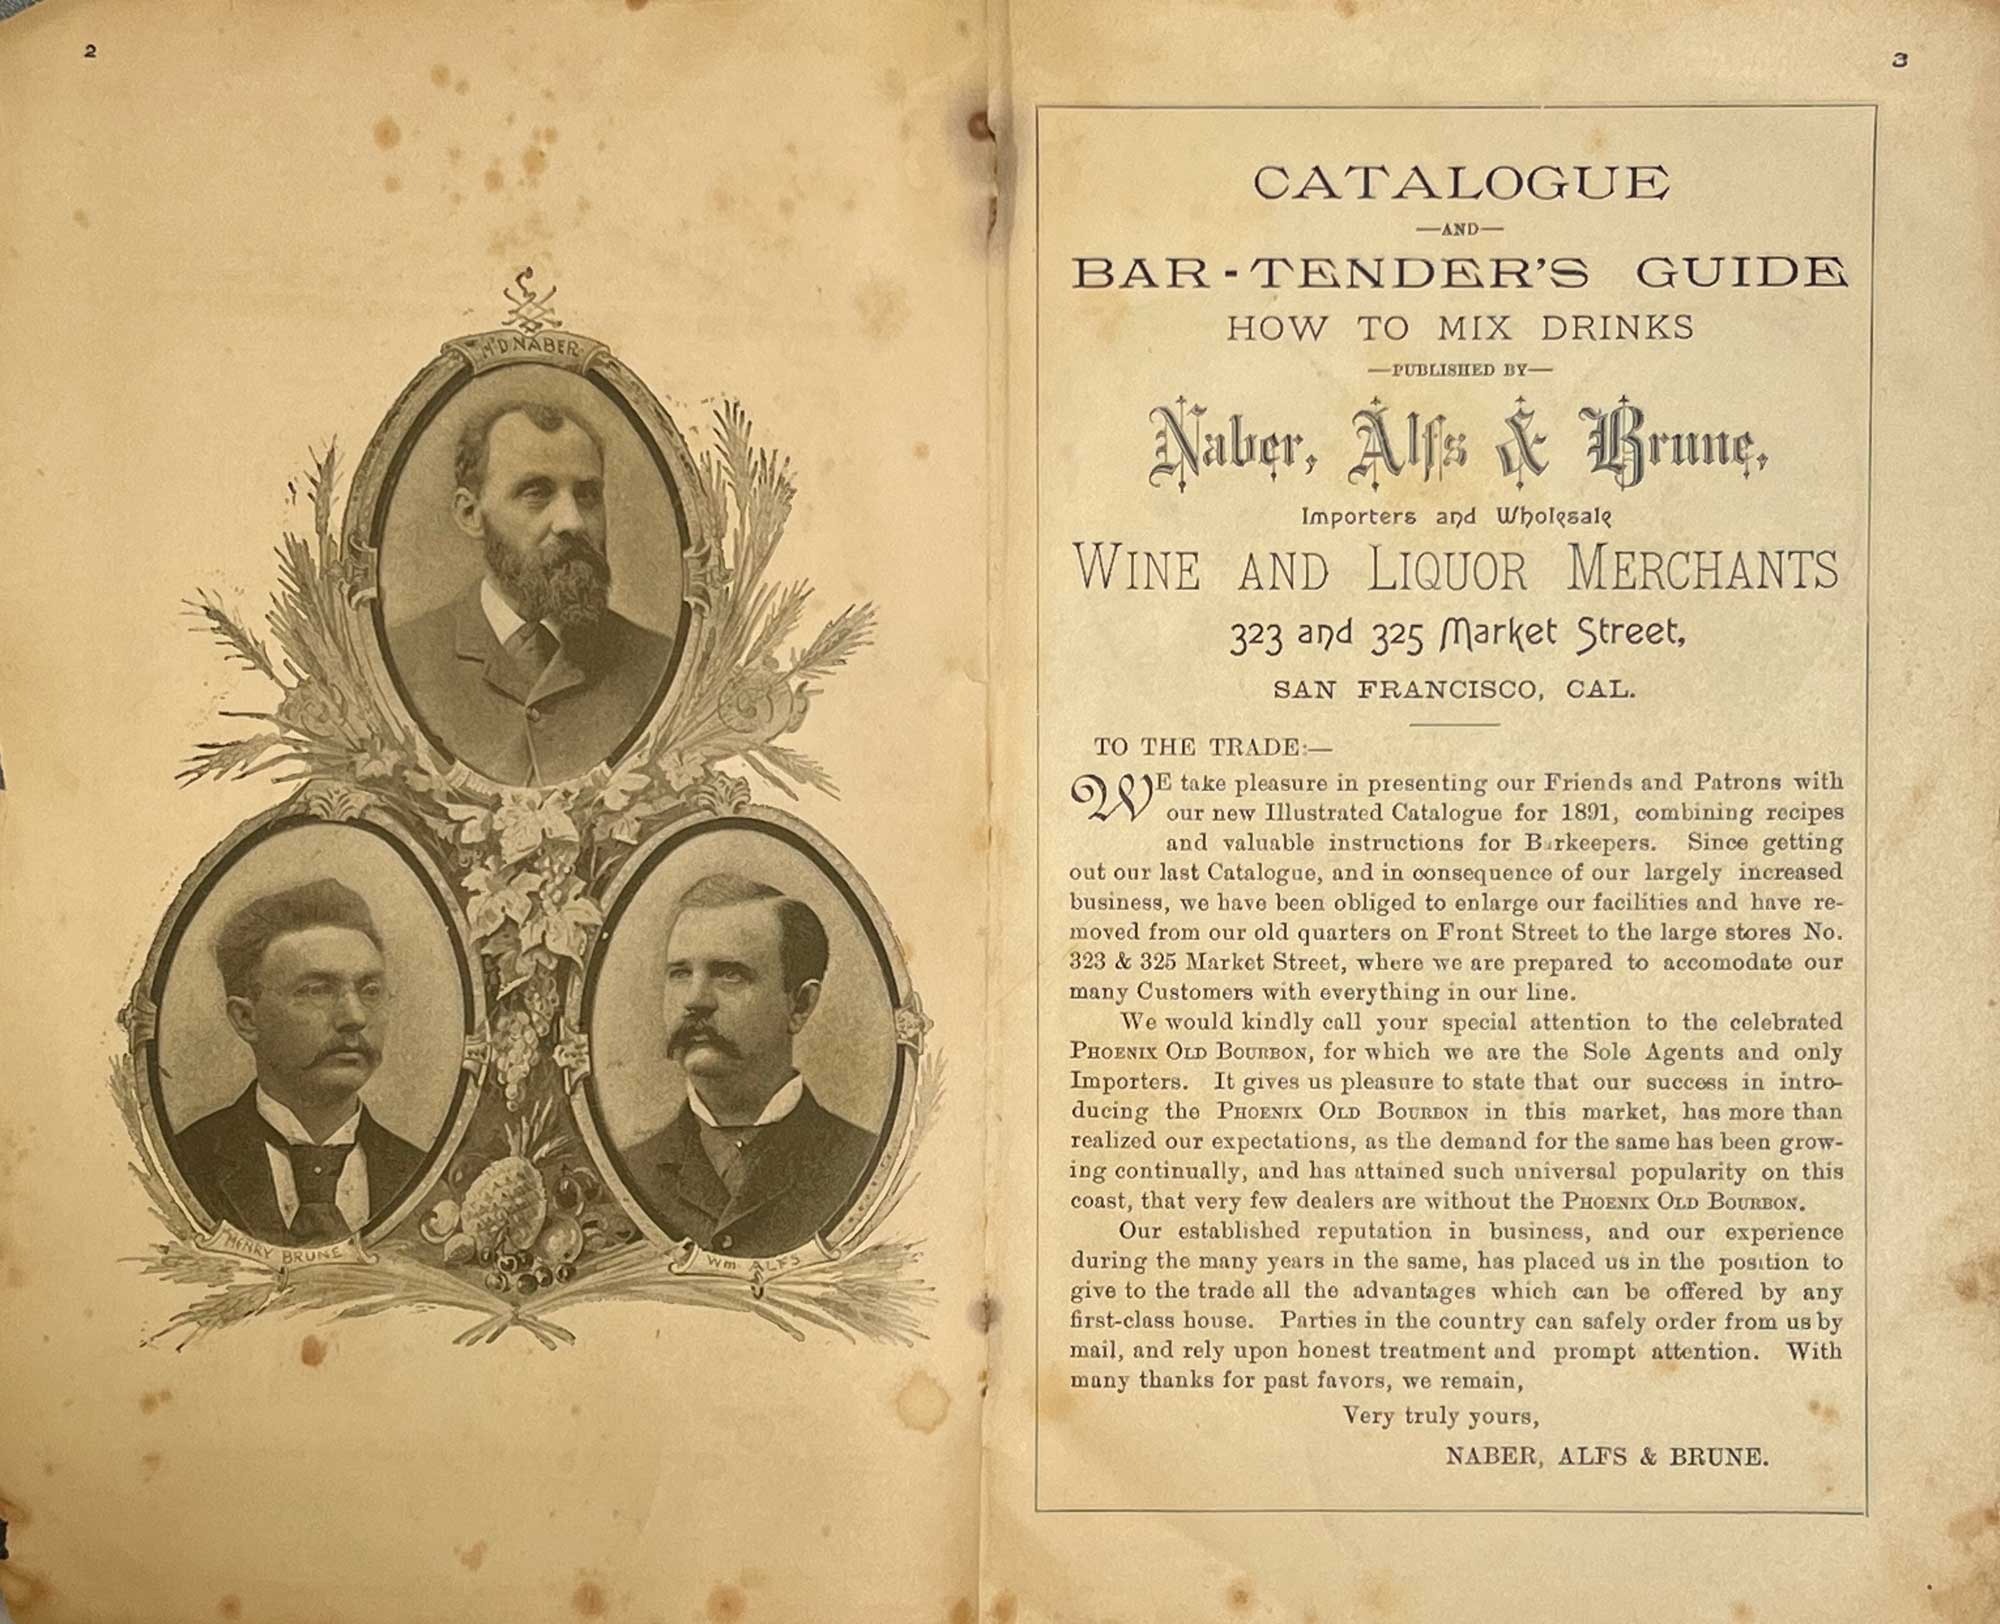 2
H D NABER
HENRY BRUNE
Wm ALFS
3
CATALOGUE
—AND—
BAR-TENDER'S GUIDE
HOW TO MIX DRINKS
—PUBLISHED BY—
Naber, Alfs & Brune,
Importers and Wholesale
WINE AND LIQUOR MERCHANTS
323 and 325 Market Street,
SAN FRANCISCO, CAL.
TO THE TRADE:—
WE take pleasure in presenting our Friends and Patrons with
our new Illustrated Catalogue for 1891, combining recipes
and valuable instructions for Barkeepers. Since getting
out our last Catalogue, and in consequence of our largely increased
business, we have been obliged to enlarge our facilities and have re-
moved from our old quarters on Front Street to the large stores No.
323 & 325 Market Street, where we are prepared to accomodate our
many Customers with everything in our line.
We would kindly call your special attention to the celebrated
PHOENIX OLD BOURBON, for which we are the Sole Agents and only
Importers. It gives us pleasure to state that our success in intro-
ducing the PHOENIX OLD BOURBON in this market, has more than
realized our expectations, as the demand for the same has been grow-
ing continually, and has attained such universal popularity on this
coast, that very few dealers are without the PHOENIX OLD BOURBON.
Our established reputation in business, and our experience
during the many years in the same, has placed us in the position to
give to the trade all the advantages which can be offered by any
first-class house. Parties in the country can safely order from us by
mail, and rely upon honest treatment and prompt attention. With
many thanks for past favors, we remain,
Very truly yours,
NABER, ALFS & BRUNE.